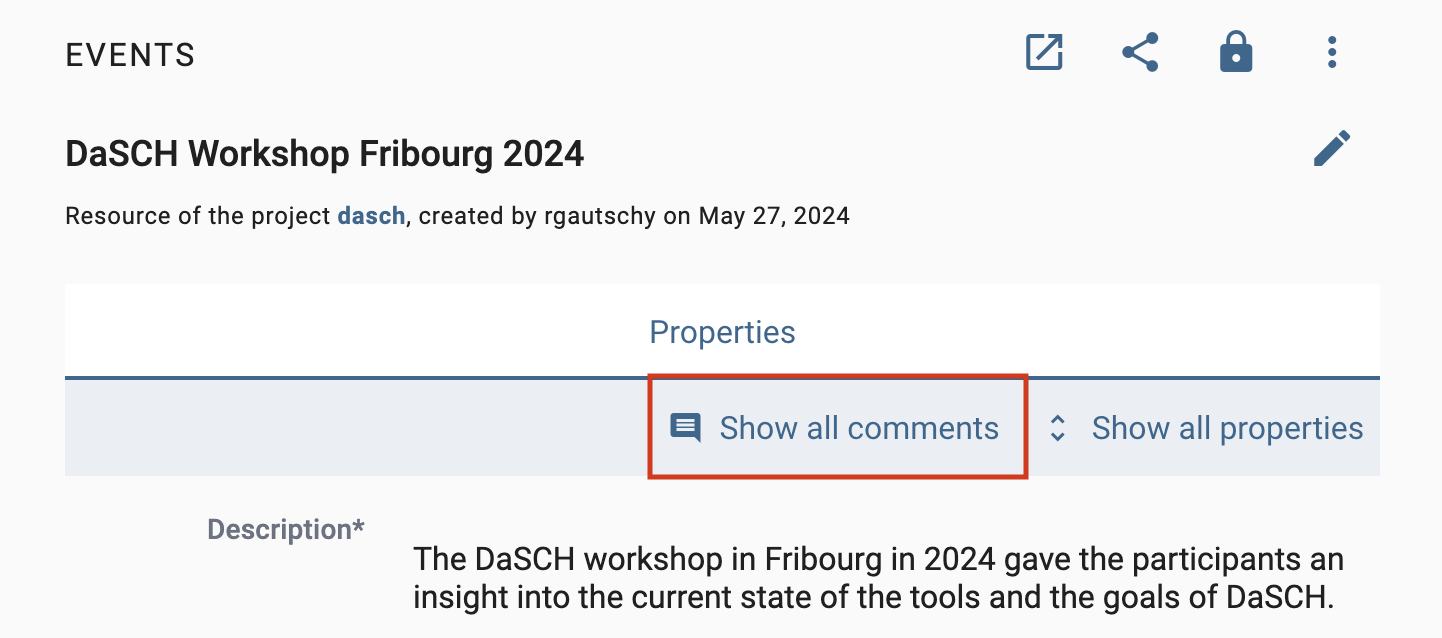 EVENTS
DaSCH Workshop Fribourg 2024
Resource of the project dasch, created by rgautschy on May 27, 2024
Properties
Show all comments
Show all properties
Description*
The DaSCH workshop in Fribourg in 2024 gave the participants an
insight into the current state of the tools and the goals of DaSCH.